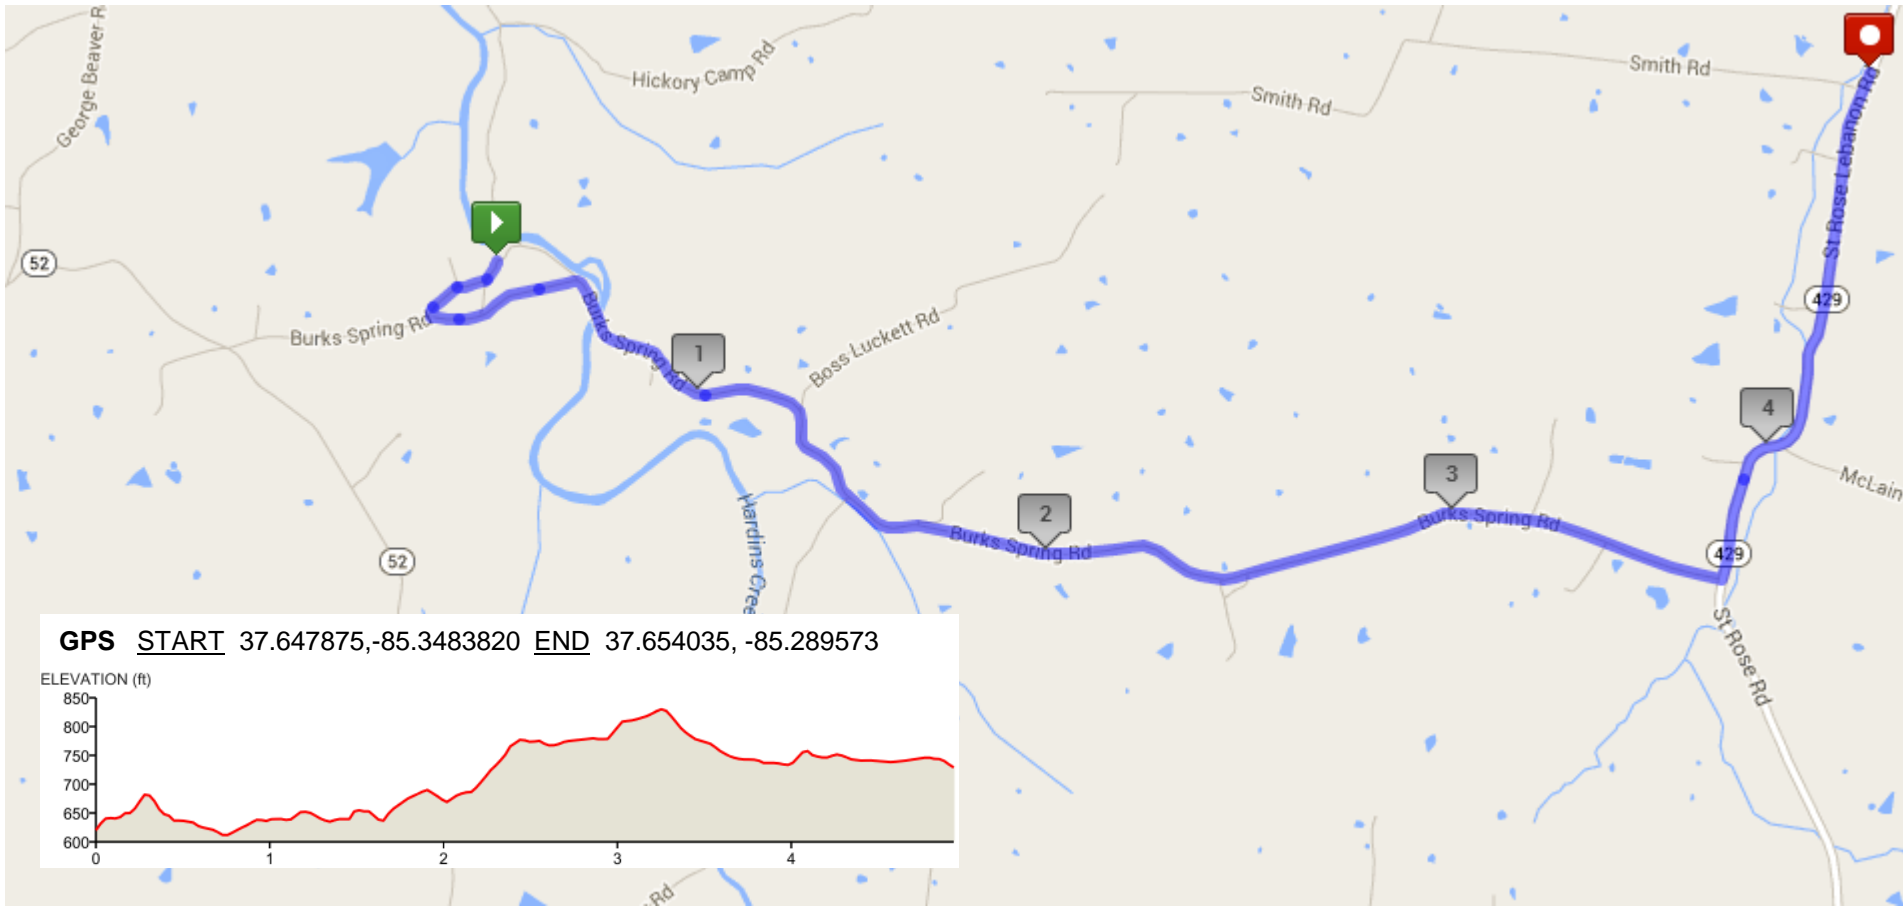 George Beaver R
Hickory Camp Rd
Smith Rd
Smith Rd
St Rose Lebanon Rd
52
Burks Spring Rd
Burks Spring Rd
1
Boss Luckett Rd
429
4
3
2
McLain
Burks Spring Rd
Burks Spring Rd
Hardins Cree
52
429
St Rose Rd
GPS START 37.647875,-85.3483820 END 37.654035, -85.289573
ELEVATION (ft)
850
800
750
700
650
600
0 1 2 3 4
Rd